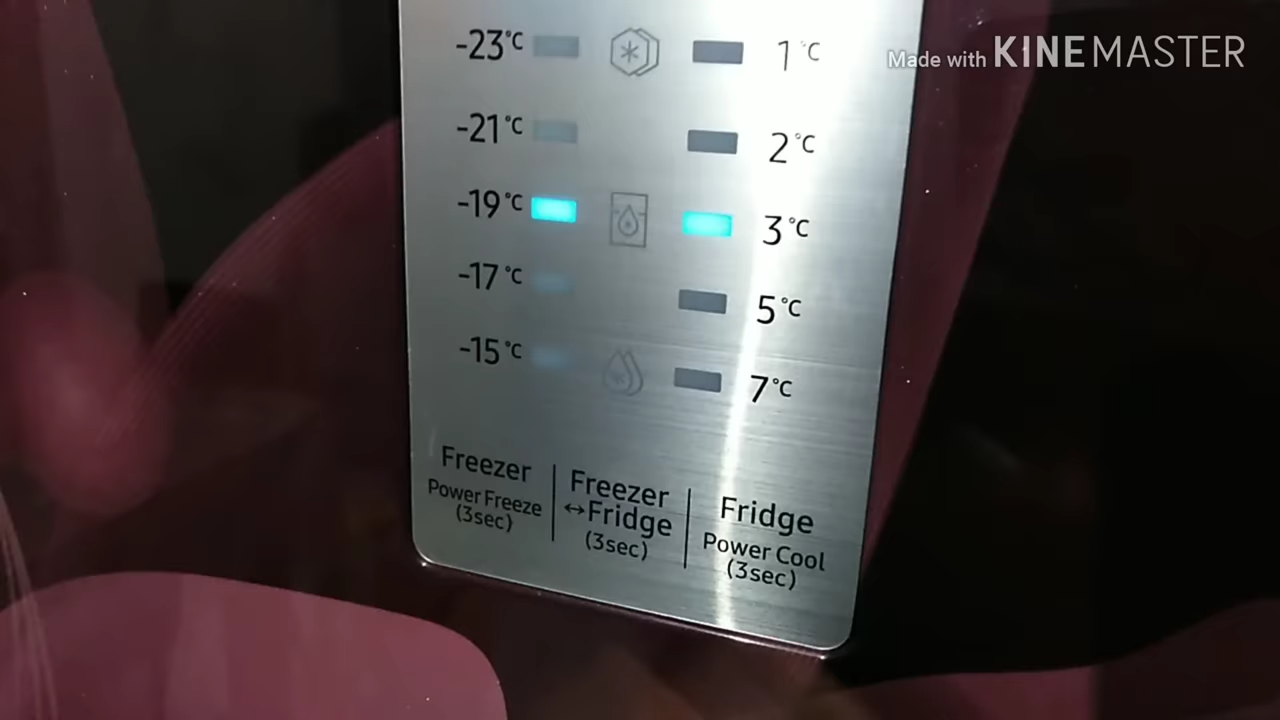 Made with KINEMASTER
-23°C 1°C
-21°C 2°C
-19°C 3°C
-17°C 5°C
-15°C 7°C
Freezer
Power Freeze
(3sec)
Freezer
↔Fridge
(3sec)
Fridge
Power Cool
(3sec)